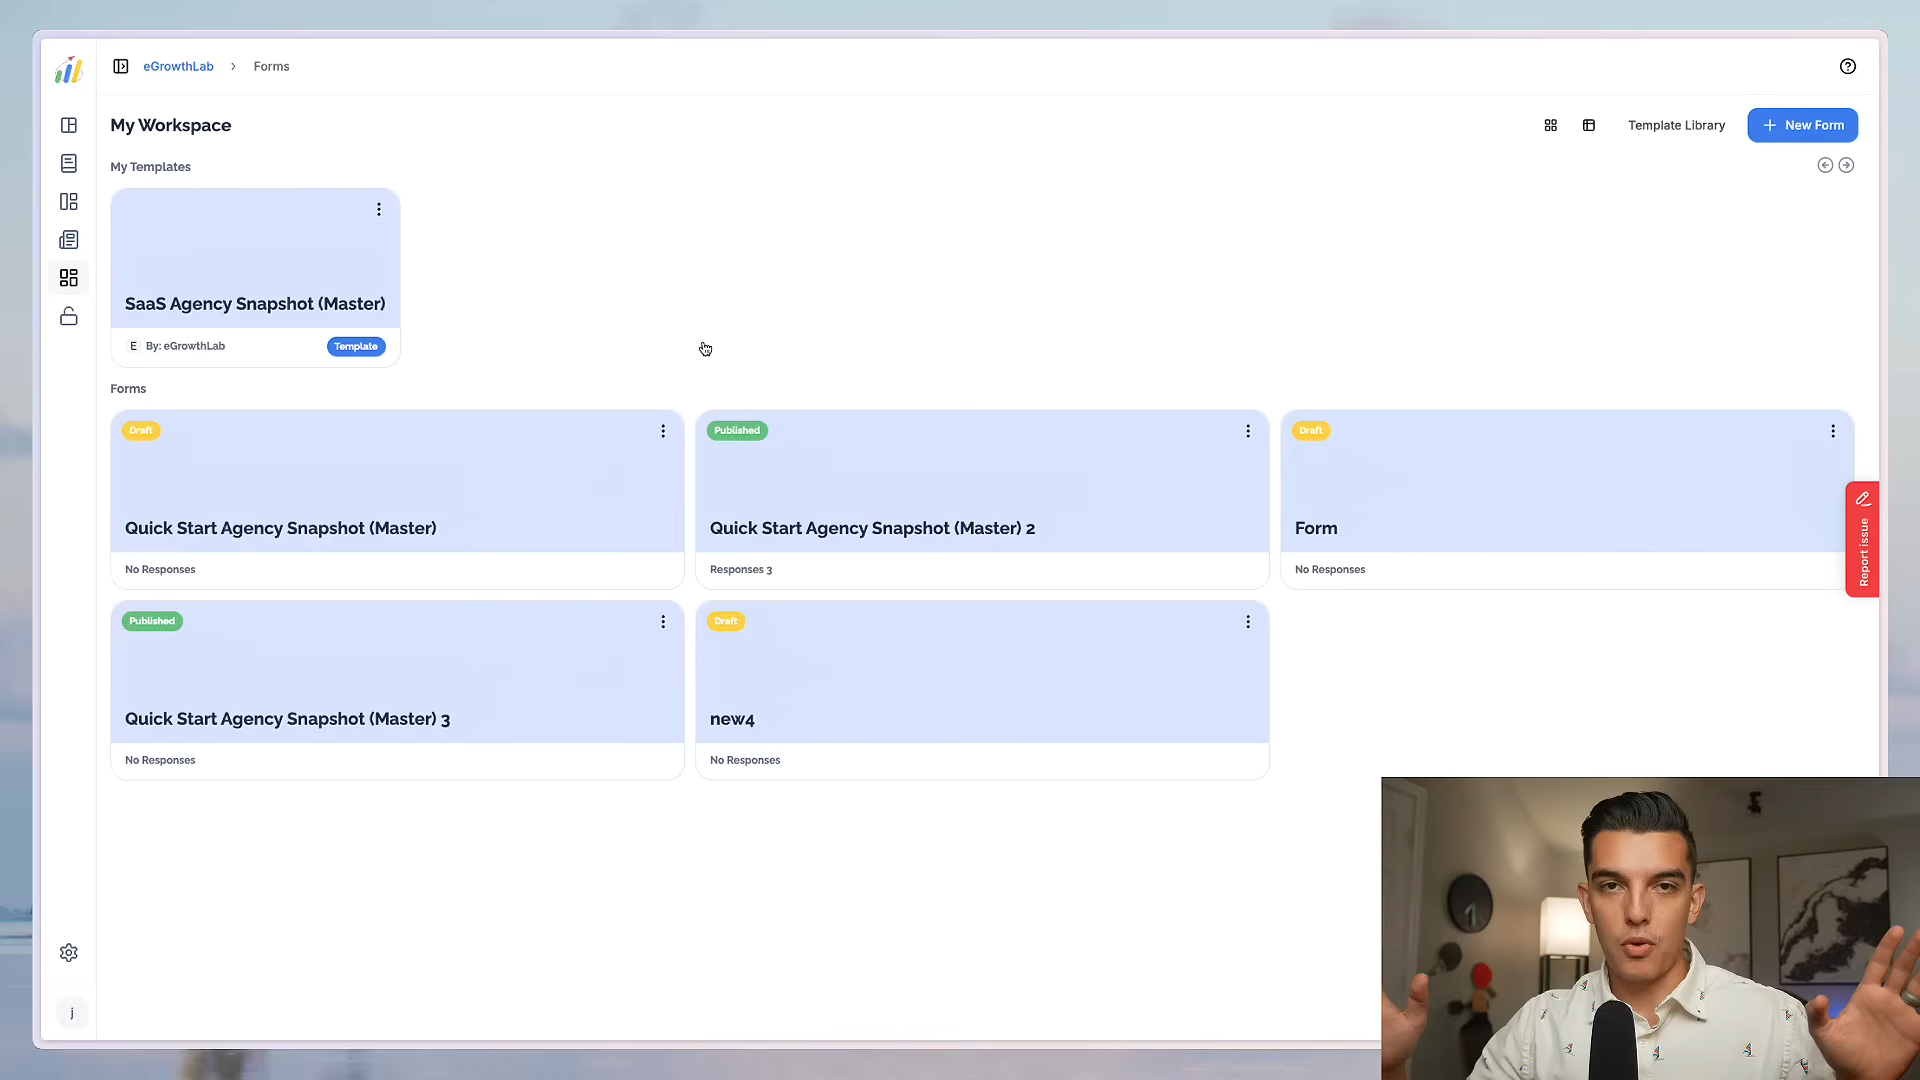 eGrowthLab > Forms
My Workspace
Template Library
+ New Form
My Templates
SaaS Agency Snapshot (Master)
E By: eGrowthLab
Template
Forms
Draft
Quick Start Agency Snapshot (Master)
No Responses
Published
Quick Start Agency Snapshot (Master) 2
Responses 3
Draft
Form
No Responses
Report issue
Published
Quick Start Agency Snapshot (Master) 3
No Responses
Draft
new4
No Responses
j